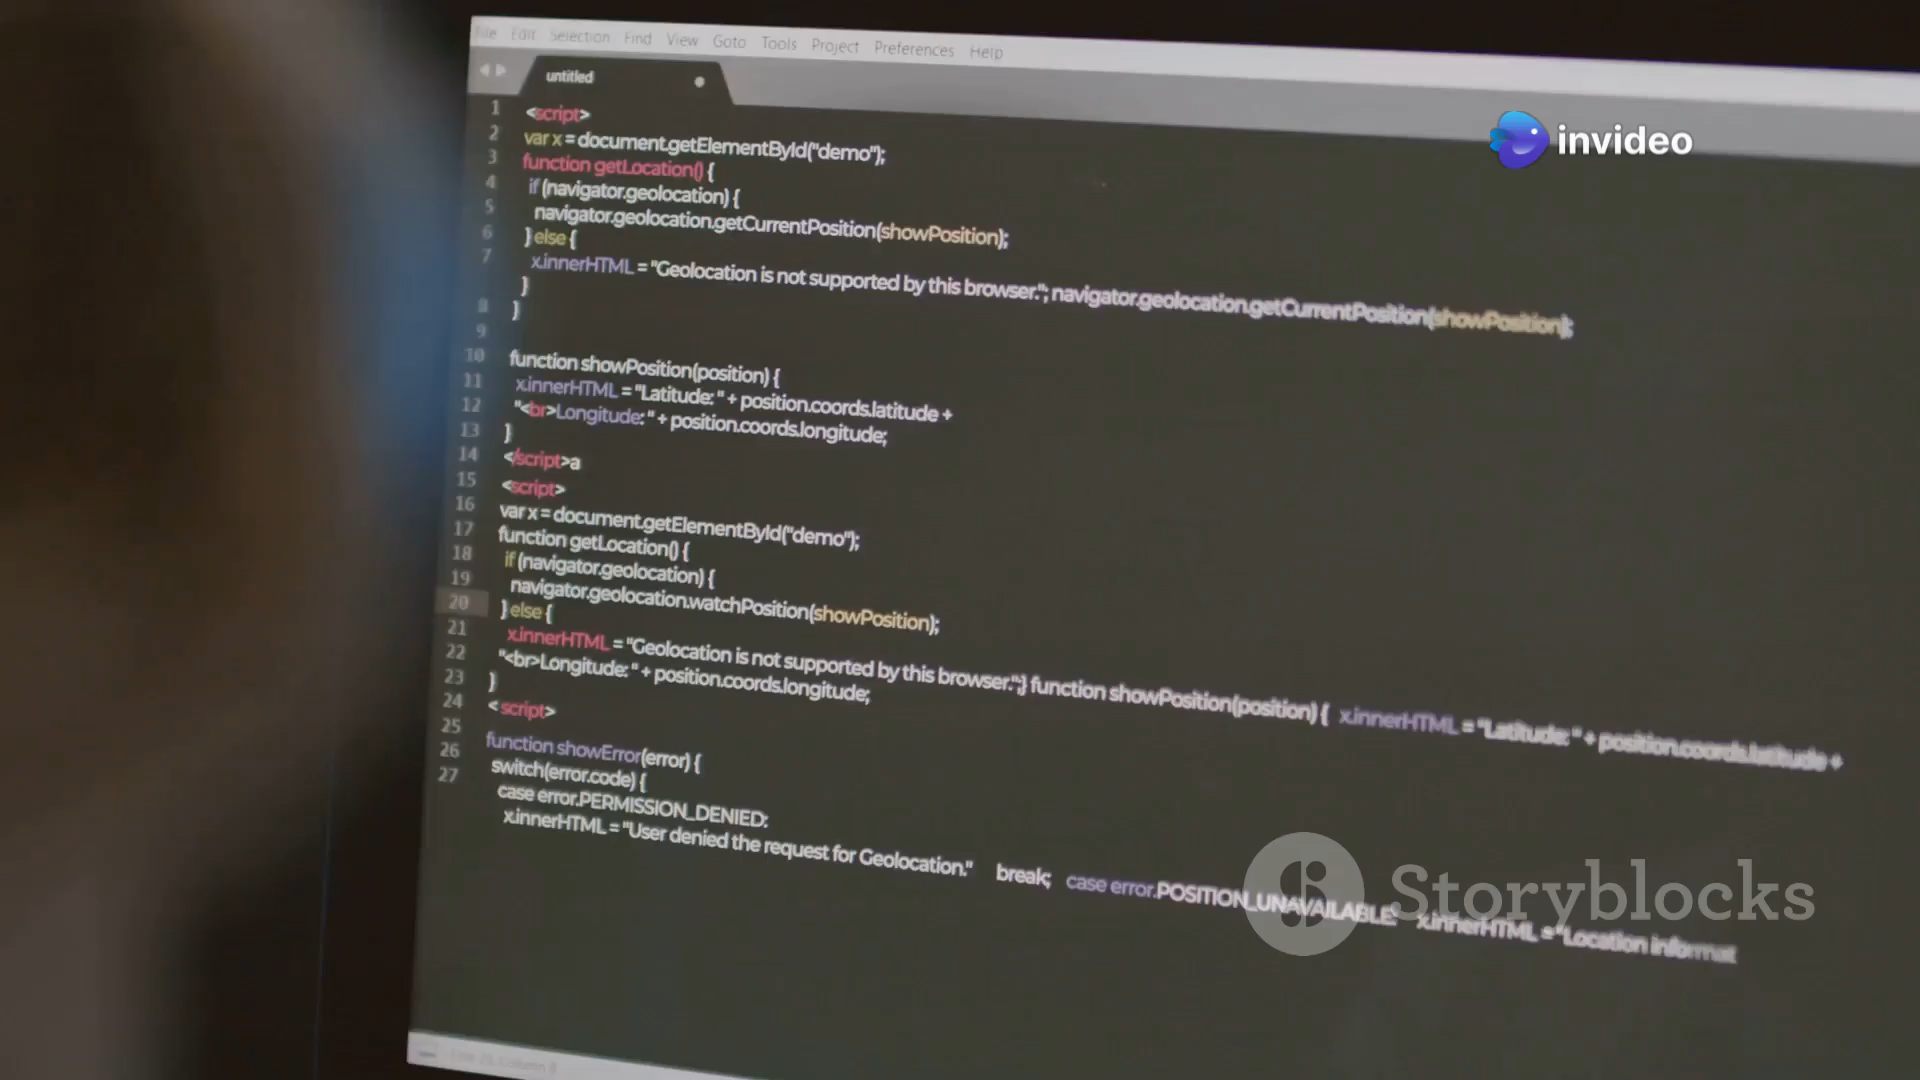 File Edit Selection Find View Goto Tools Project Preferences Help
untitled
invideo
1 <script>
2 var x = document.getElementById("demo");
3 function getLocation() {
4 if (navigator.geolocation) {
5 navigator.geolocation.getCurrentPosition(showPosition);
6 } else {
7 x.innerHTML = "Geolocation is not supported by this browser."; navigator.geolocation.getCurrentPosition(showPosition);
}
8 }
9
10 function showPosition(position) {
11 x.innerHTML = "Latitude: " + position.coords.latitude +
12 "<br>Longitude: " + position.coords.longitude;
13 }
14 </script>a
15 <script>
16 var x = document.getElementById("demo");
17 function getLocation() {
18 if (navigator.geolocation) {
19 navigator.geolocation.watchPosition(showPosition);
20 } else {
21 x.innerHTML = "Geolocation is not supported by this browser.";} function showPosition(position) { x.innerHTML = "Latitude: " + position.coords.latitude +
22 "<br>Longitude: " + position.coords.longitude;
23 }
24 < script>
25 function showError(error) {
26 switch(error.code) {
27 case error.PERMISSION_DENIED:
x.innerHTML = "User denied the request for Geolocation." break; case error.POSITION_UNAVAILABLE: x.innerHTML = "Location informat
Storyblocks